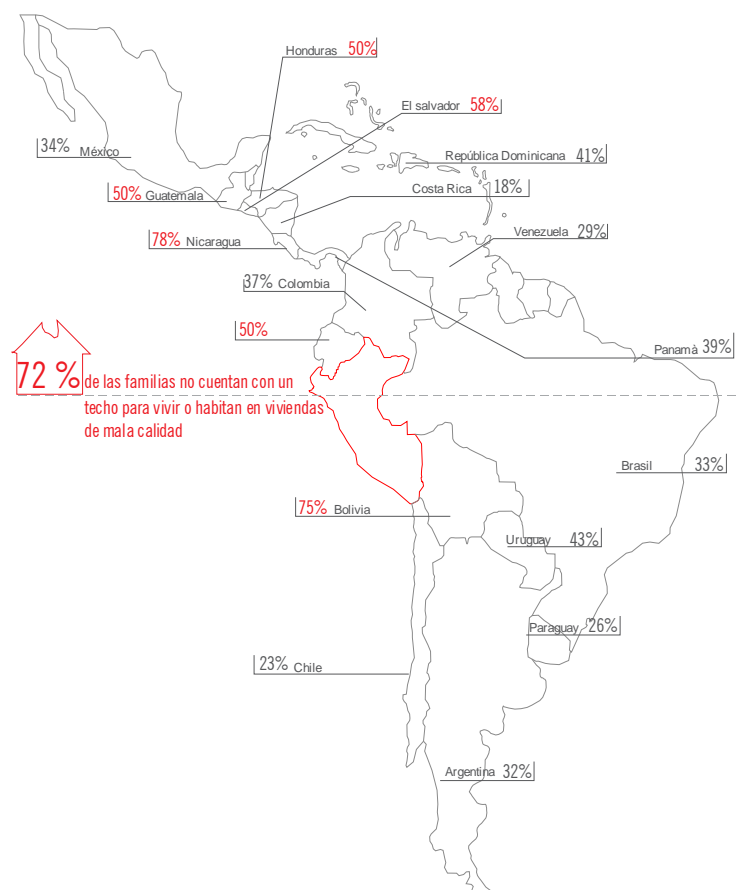 Honduras 50%
El salvador 58%
34% México
República Dominicana 41%
50% Guatemala
Costa Rica 18%
Venezuela 29%
78% Nicaragua
37% Colombia
50%
Panamà 39%
72 %
de las familias no cuentan con un
techo para vivir o habitan en viviendas
de mala calidad
Brasil 33%
75% Bolivia
Uruguay 43%
Paraguay 26%
23% Chile
Argentina 32%